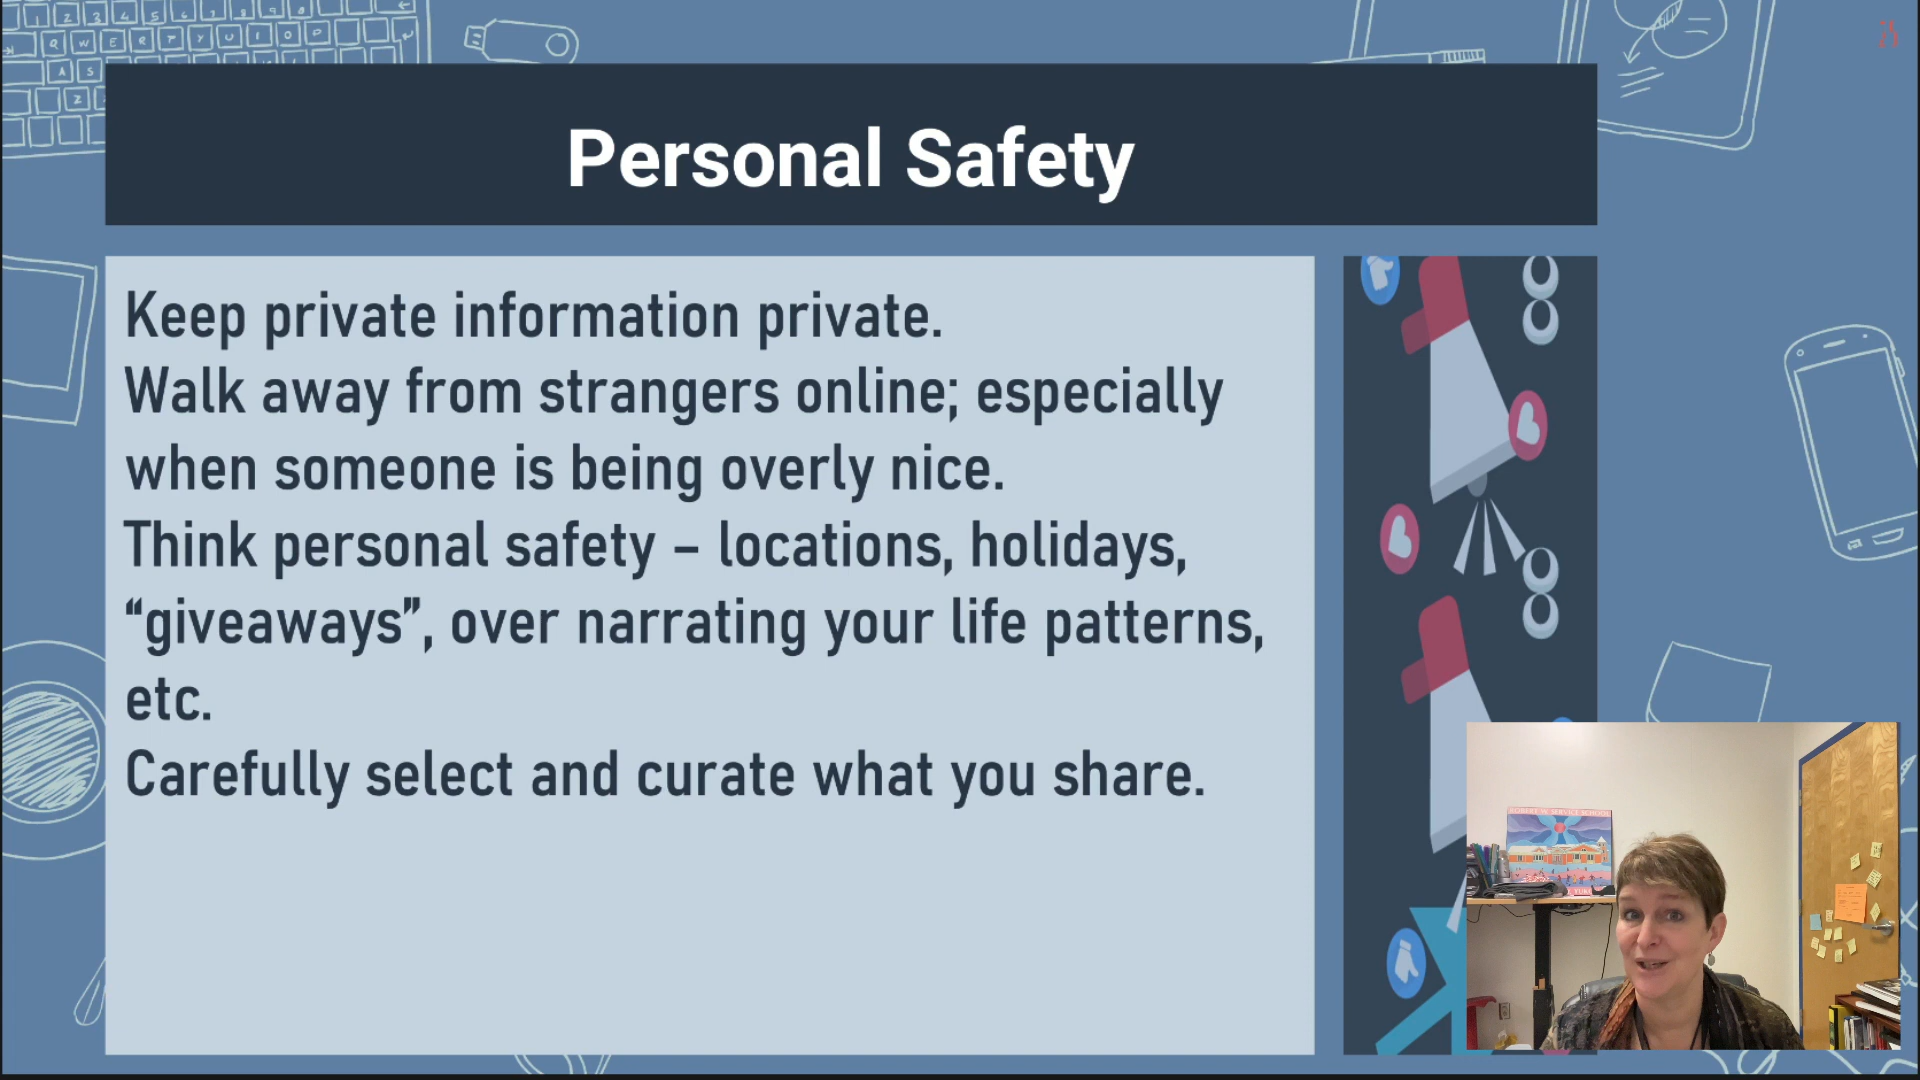 Personal Safety
Keep private information private.
Walk away from strangers online; especially
when someone is being overly nice.
Think personal safety – locations, holidays,
“giveaways”, over narrating your life patterns,
etc.
Carefully select and curate what you share.